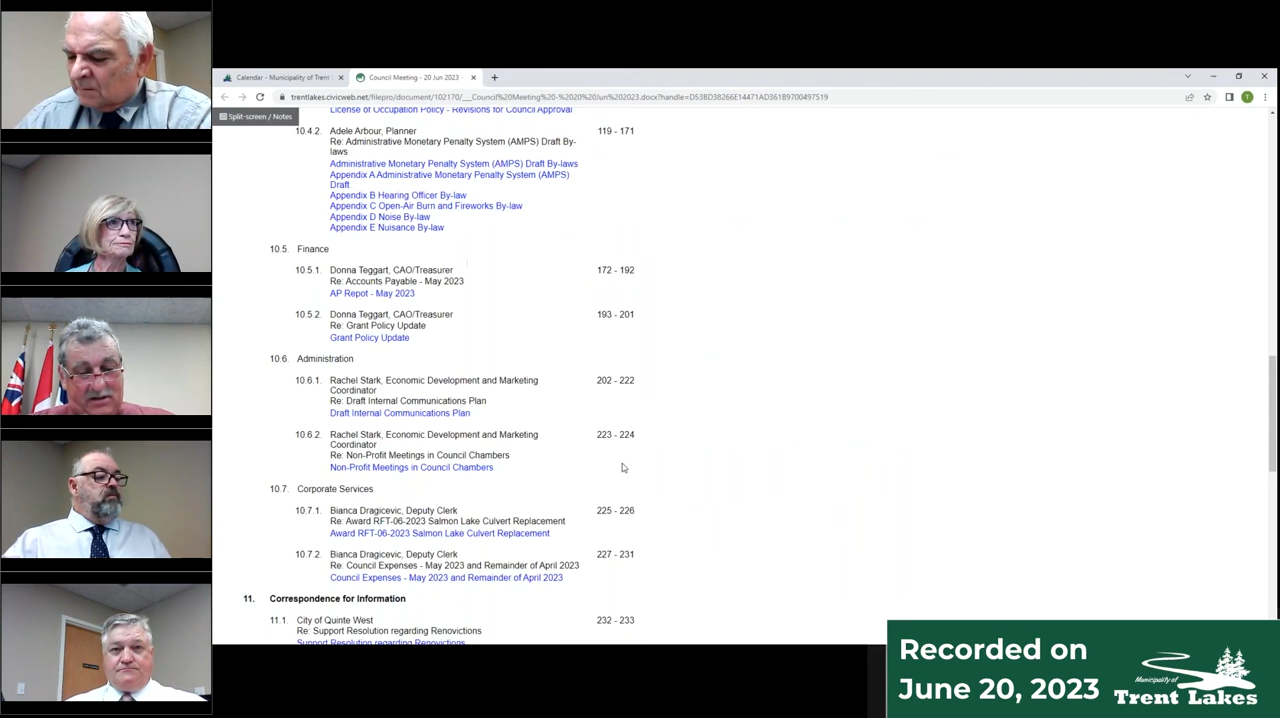 Calendar - Municipality of Trent
Council Meeting - 20 Jun 2023
trentlakes.civicweb.net/filepro/document/102170/___Council%20Meeting%20-%2020%20Jun%202023.docx?handle=D53BD38266E14471AD361B9700497519
Split-screen / Notes
License of Occupation Policy - Revisions for Council Approval
10.4.2. Adele Arbour, Planner 119 - 171
Re: Administrative Monetary Penalty System (AMPS) Draft By-
laws
Administrative Monetary Penalty System (AMPS) Draft By-laws
Appendix A Administrative Monetary Penalty System (AMPS)
Draft
Appendix B Hearing Officer By-law
Appendix C Open-Air Burn and Fireworks By-law
Appendix D Noise By-law
Appendix E Nuisance By-law
10.5. Finance
10.5.1. Donna Teggart, CAO/Treasurer 172 - 192
Re: Accounts Payable - May 2023
AP Repot - May 2023
10.5.2. Donna Teggart, CAO/Treasurer 193 - 201
Re: Grant Policy Update
Grant Policy Update
10.6. Administration
10.6.1. Rachel Stark, Economic Development and Marketing 202 - 222
Coordinator
Re: Draft Internal Communications Plan
Draft Internal Communications Plan
10.6.2. Rachel Stark, Economic Development and Marketing 223 - 224
Coordinator
Re: Non-Profit Meetings in Council Chambers
Non-Profit Meetings in Council Chambers
10.7. Corporate Services
10.7.1. Bianca Dragicevic, Deputy Clerk 225 - 226
Re: Award RFT-06-2023 Salmon Lake Culvert Replacement
Award RFT-06-2023 Salmon Lake Culvert Replacement
10.7.2. Bianca Dragicevic, Deputy Clerk 227 - 231
Re: Council Expenses - May 2023 and Remainder of April 2023
Council Expenses - May 2023 and Remainder of April 2023
11. Correspondence for Information
11.1. City of Quinte West 232 - 233
Re: Support Resolution regarding Renovictions
Support Resolution regarding Renovictions
Recorded on
June 20, 2023
Municipality of
Trent Lakes